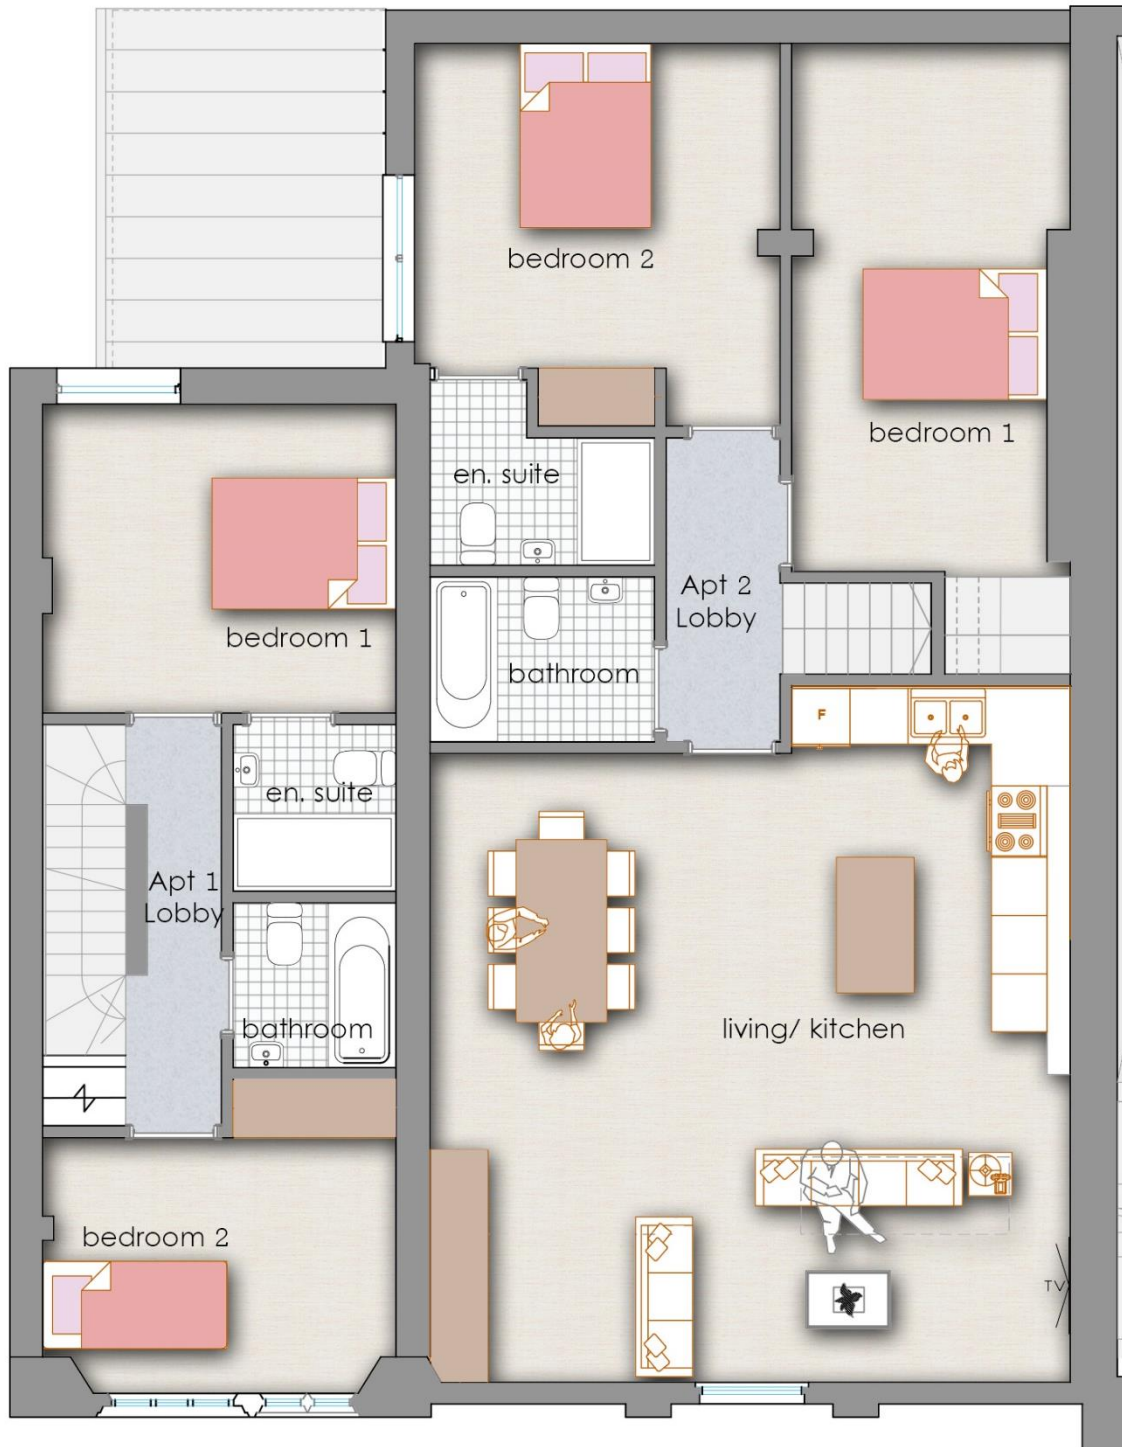 bedroom 2
bedroom 1
en. suite
Apt 2
Lobby
bedroom 1
bathroom
F
en. suite
Apt 1
Lobby
bathroom
living/ kitchen
bedroom 2
TV